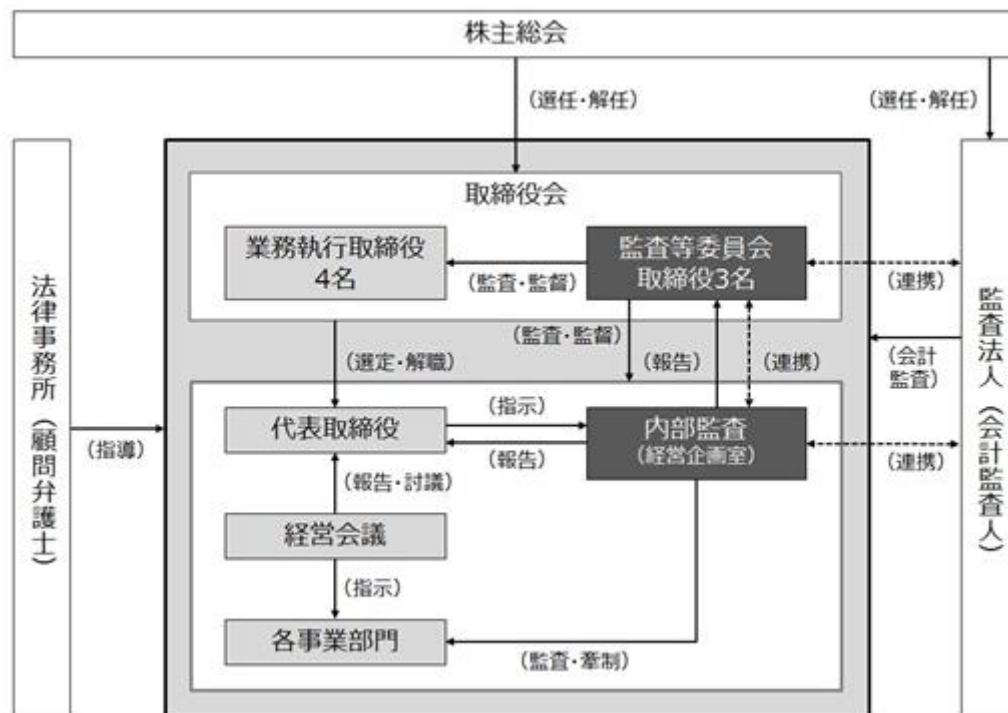 株主総会
（選任・解任）
（選任・解任）
取締役会
業務執行取締役
4名
監査等委員会
取締役3名
（監査・監督）
（連携）
法律事務所（顧問弁護士）
監査法人（会計監査人）
（監査・監督）
（会計
監査）
（選定・解職）
（報告）
（連携）
代表取締役
（指示）
内部監査
（経営企画室）
（指導）
（報告）
（連携）
（報告・討議）
経営会議
（指示）
各事業部門
（監査・牽制）